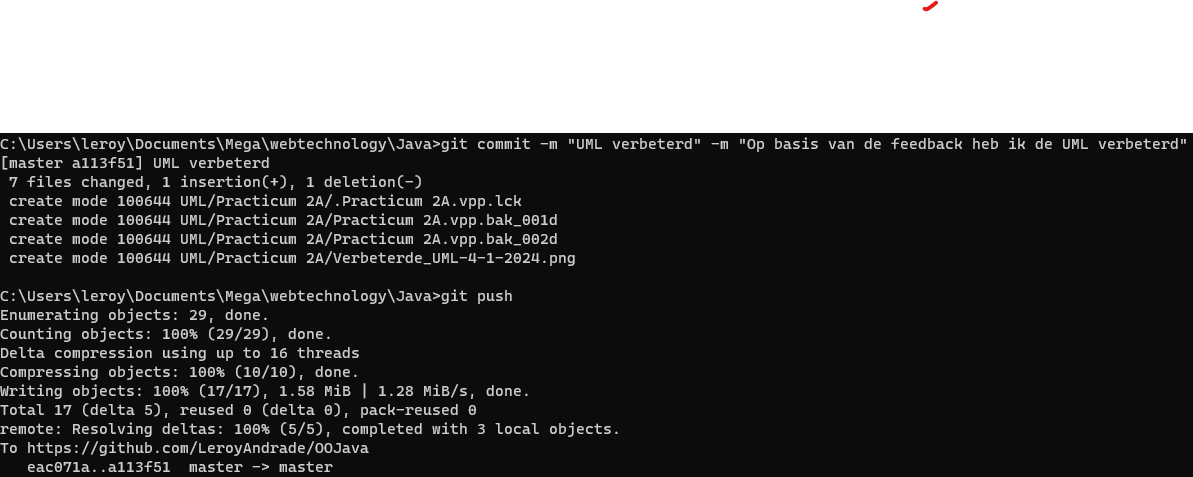 C:\Users\leroy\Documents\Mega\webtechnology\Java>git commit -m "UML verbeterd" -m "Op basis van de feedback heb ik de UML verbeterd"
[master a113f51] UML verbeterd
 7 files changed, 1 insertion(+), 1 deletion(-)
 create mode 100644 UML/Practicum 2A/.Practicum 2A.vpp.lck
 create mode 100644 UML/Practicum 2A/Practicum 2A.vpp.bak_001d
 create mode 100644 UML/Practicum 2A/Practicum 2A.vpp.bak_002d
 create mode 100644 UML/Practicum 2A/Verbeterde_UML-4-1-2024.png
C:\Users\leroy\Documents\Mega\webtechnology\Java>git push
Enumerating objects: 29, done.
Counting objects: 100% (29/29), done.
Delta compression using up to 16 threads
Compressing objects: 100% (10/10), done.
Writing objects: 100% (17/17), 1.58 MiB | 1.28 MiB/s, done.
Total 17 (delta 5), reused 0 (delta 0), pack-reused 0
remote: Resolving deltas: 100% (5/5), completed with 3 local objects.
To https://github.com/LeroyAndrade/OOJava
   eac071a..a113f51  master -> master